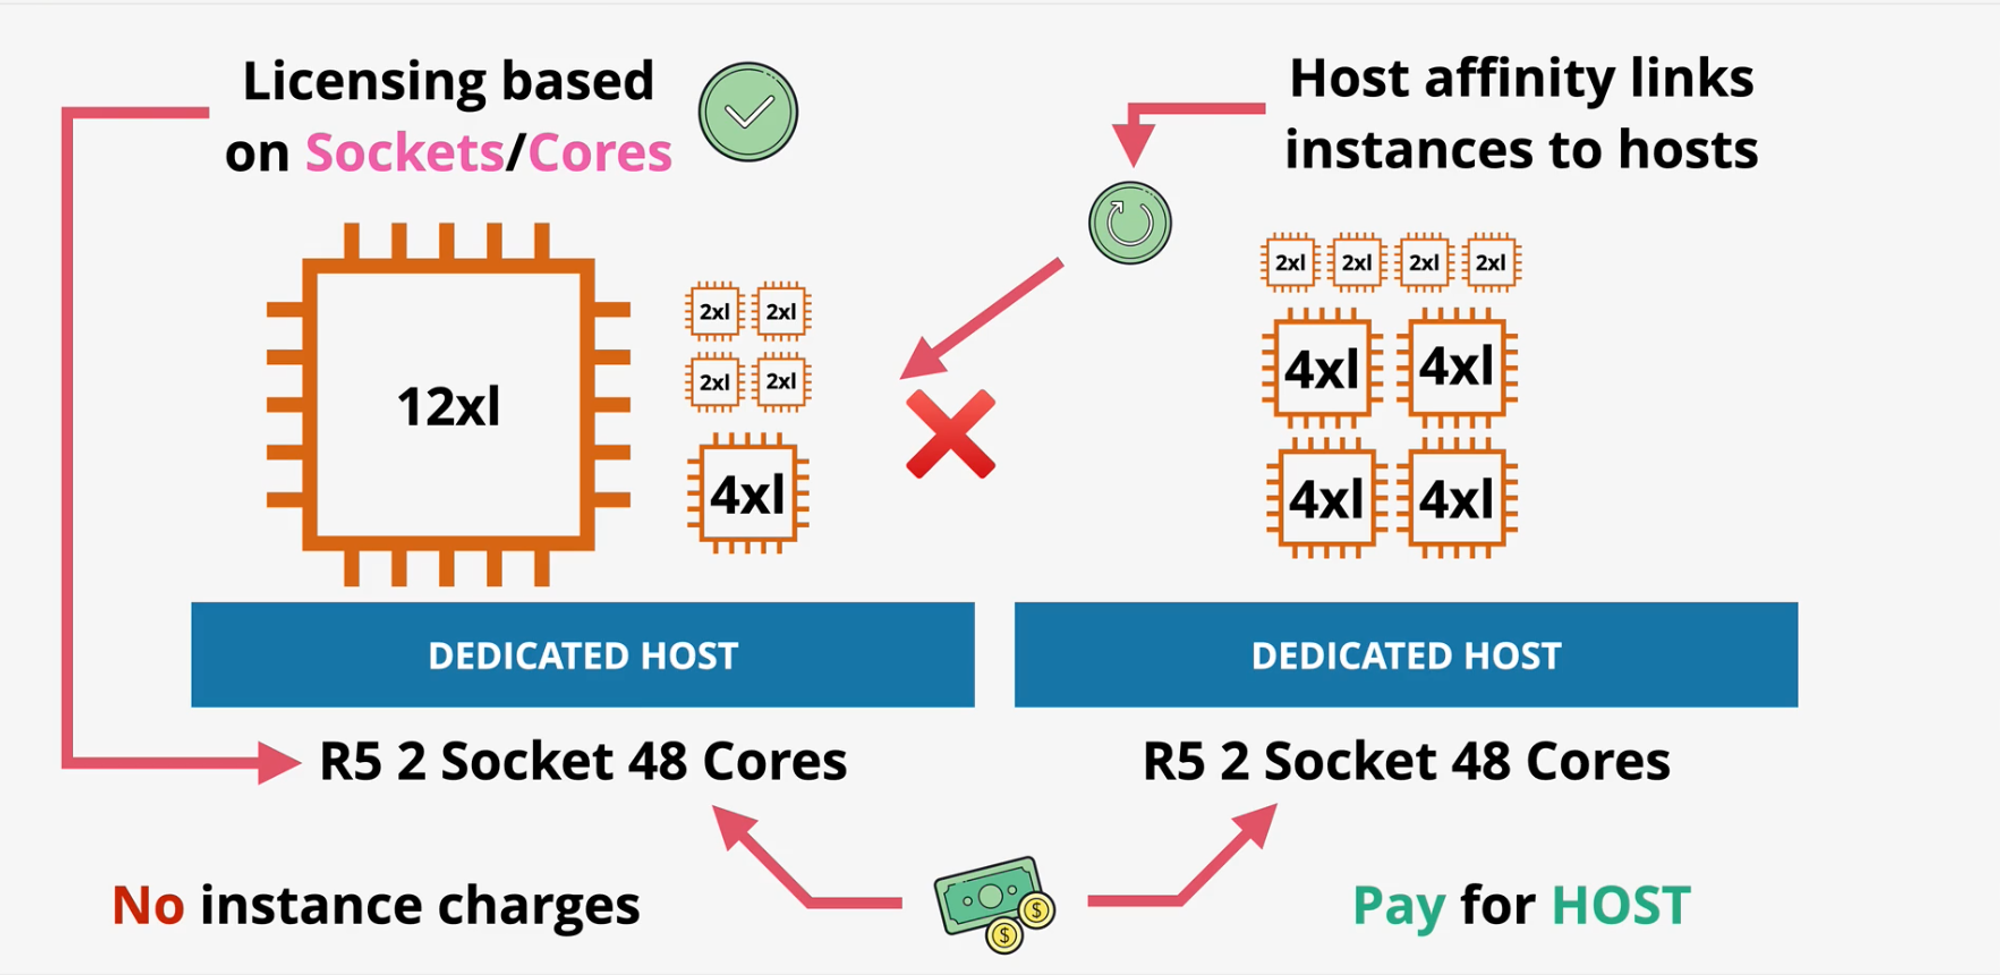 Licensing based
on Sockets/Cores
Host affinity links
instances to hosts
12xl
2xl 2xl
2xl 2xl
4xl
2xl 2xl 2xl 2xl
4xl 4xl
4xl 4xl
DEDICATED HOST
DEDICATED HOST
R5 2 Socket 48 Cores
R5 2 Socket 48 Cores
No instance charges
$
$
Pay for HOST